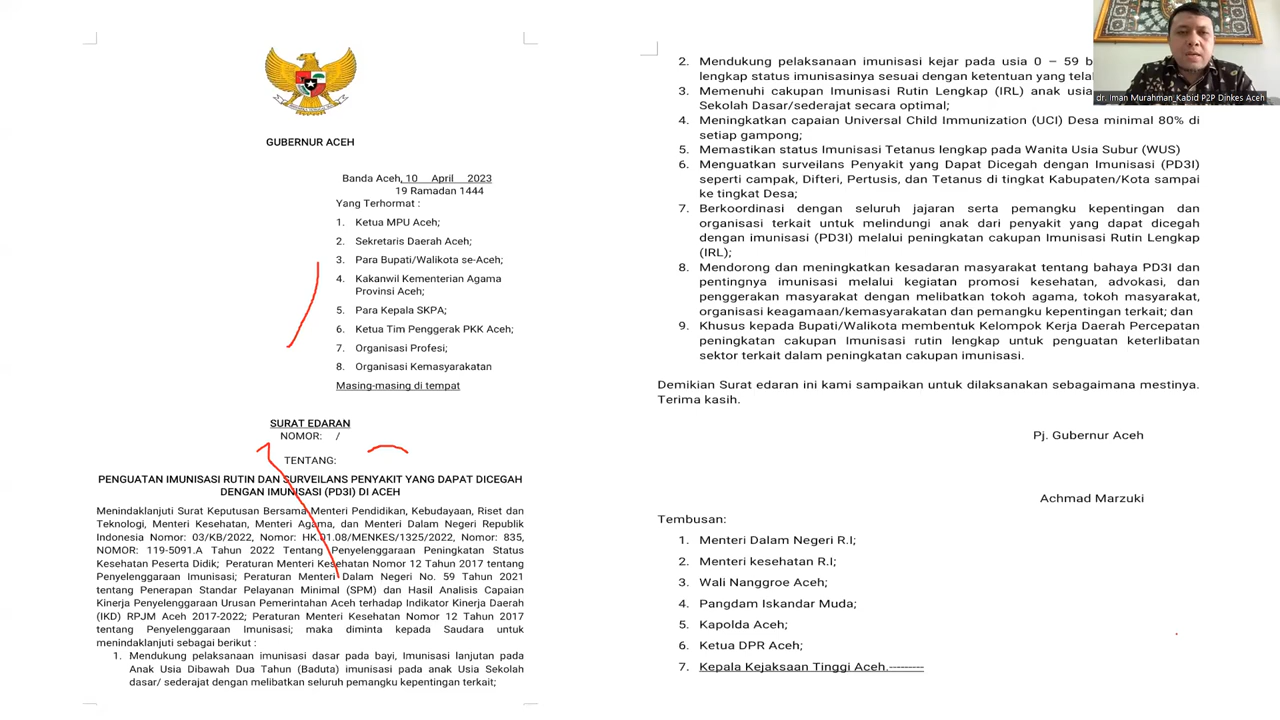 GUBERNUR ACEH
Banda Aceh, 10 April 2023
19 Ramadan 1444
Yang Terhormat :
1. Ketua MPU Aceh;
2. Sekretaris Daerah Aceh;
3. Para Bupati/Walikota se-Aceh;
4. Kakanwil Kementerian Agama
Provinsi Aceh;
5. Para Kepala SKPA;
6. Ketua Tim Penggerak PKK Aceh;
7. Organisasi Profesi;
8. Organisasi Kemasyarakatan
Masing-masing di tempat
SURAT EDARAN
NOMOR: /
TENTANG:
PENGUATAN IMUNISASI RUTIN DAN SURVEILANS PENYAKIT YANG DAPAT DICEGAH
DENGAN IMUNISASI (PD3I) DI ACEH
Menindaklanjuti Surat Keputusan Bersama Menteri Pendidikan, Kebudayaan, Riset dan
Teknologi, Menteri Kesehatan, Menteri Agama, dan Menteri Dalam Negeri Republik
Indonesia Nomor: 03/KB/2022, Nomor: HK.01.08/MENKES/1325/2022, Nomor: 835,
NOMOR: 119-5091.A Tahun 2022 Tentang Penyelenggaraan Peningkatan Status
Kesehatan Peserta Didik; Peraturan Menteri Kesehatan Nomor 12 Tahun 2017 tentang
Penyelenggaraan Imunisasi; Peraturan Menteri Dalam Negeri No. 59 Tahun 2021
tentang Penerapan Standar Pelayanan Minimal (SPM) dan Hasil Analisis Capaian
Kinerja Penyelenggaraan Urusan Pemerintahan Aceh terhadap Indikator Kinerja Daerah
(IKD) RPJM Aceh 2017-2022; Peraturan Menteri Kesehatan Nomor 12 Tahun 2017
tentang Penyelenggaraan Imunisasi; maka diminta kepada Saudara untuk
menindaklanjuti sebagai berikut :
1. Mendukung pelaksanaan imunisasi dasar pada bayi, Imunisasi lanjutan pada
Anak Usia Dibawah Dua Tahun (Baduta) imunisasi pada anak Usia Sekolah
dasar/ sederajat dengan melibatkan seluruh pemangku kepentingan terkait;
2. Mendukung pelaksanaan imunisasi kejar pada usia 0 – 59 b
lengkap status imunisasinya sesuai dengan ketentuan yang tela
3. Memenuhi cakupan Imunisasi Rutin Lengkap (IRL) anak usia
Sekolah Dasar/sederajat secara optimal;
4. Meningkatkan capaian Universal Child Immunization (UCI) Desa minimal 80% di
setiap gampong;
5. Memastikan status Imunisasi Tetanus lengkap pada Wanita Usia Subur (WUS)
6. Menguatkan surveilans Penyakit yang Dapat Dicegah dengan Imunisasi (PD3I)
seperti campak, Difteri, Pertusis, dan Tetanus di tingkat Kabupaten/Kota sampai
ke tingkat Desa;
7. Berkoordinasi dengan seluruh jajaran serta pemangku kepentingan dan
organisasi terkait untuk melindungi anak dari penyakit yang dapat dicegah
dengan imunisasi (PD3I) melalui peningkatan cakupan Imunisasi Rutin Lengkap
(IRL);
8. Mendorong dan meningkatkan kesadaran masyarakat tentang bahaya PD3I dan
pentingnya imunisasi melalui kegiatan promosi kesehatan, advokasi, dan
penggerakan masyarakat dengan melibatkan tokoh agama, tokoh masyarakat,
organisasi keagamaan/kemasyarakatan dan pemangku kepentingan terkait; dan
9. Khusus kepada Bupati/Walikota membentuk Kelompok Kerja Daerah Percepatan
peningkatan cakupan Imunisasi rutin lengkap untuk penguatan keterlibatan
sektor terkait dalam peningkatan cakupan imunisasi.
Demikian Surat edaran ini kami sampaikan untuk dilaksanakan sebagaimana mestinya.
Terima kasih.
Pj. Gubernur Aceh
Achmad Marzuki
Tembusan:
1. Menteri Dalam Negeri R.I;
2. Menteri kesehatan R.I;
3. Wali Nanggroe Aceh;
4. Pangdam Iskandar Muda;
5. Kapolda Aceh;
6. Ketua DPR Aceh;
7. Kepala Kejaksaan Tinggi Aceh.---------
dr. Iman Murahman_Kabid P2P Dinkes Aceh